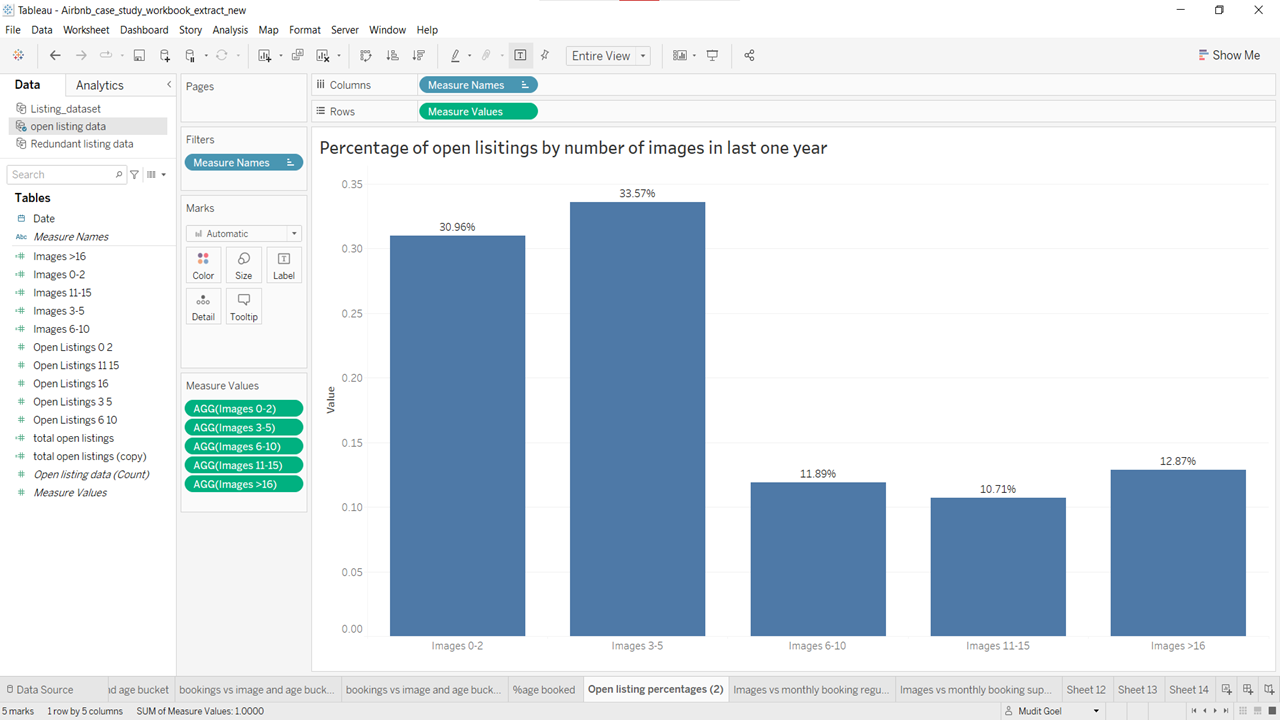 Tableau - Airbnb_case_study_workbook_extract_new
File Data Worksheet Dashboard Story Analysis Map Format Server Window Help
Entire View
Show Me
Data Analytics
Listing_dataset
open listing data
Redundant listing data
Search
Tables
Date
Abc Measure Names
Images >16
Images 0-2
Images 11-15
Images 3-5
Images 6-10
Open Listings 0 2
Open Listings 11 15
Open Listings 16
Open Listings 3 5
Open Listings 6 10
total open listings
total open listings (copy)
Open listing data (Count)
Measure Values
Pages
Filters
Measure Names
Marks
Automatic
Color Size Label
Detail Tooltip
Measure Values
AGG(Images 0-2)
AGG(Images 3-5)
AGG(Images 6-10)
AGG(Images 11-15)
AGG(Images >16)
Columns Measure Names
Rows Measure Values
Percentage of open lisitings by number of images in last one year
Value
0.35
0.30
0.25
0.20
0.15
0.10
0.05
0.00
30.96%
33.57%
11.89%
10.71%
12.87%
Images 0-2 Images 3-5 Images 6-10 Images 11-15 Images >16
Data Source d age bucket bookings vs image and age buck... bookings vs image and age buck... %age booked Open listing percentages (2) Images vs monthly booking regu... Images vs monthly booking sup... Sheet 12 Sheet 13 Sheet 14
5 marks 1 row by 5 columns SUM of Measure Values: 1.0000 Mudit Goel